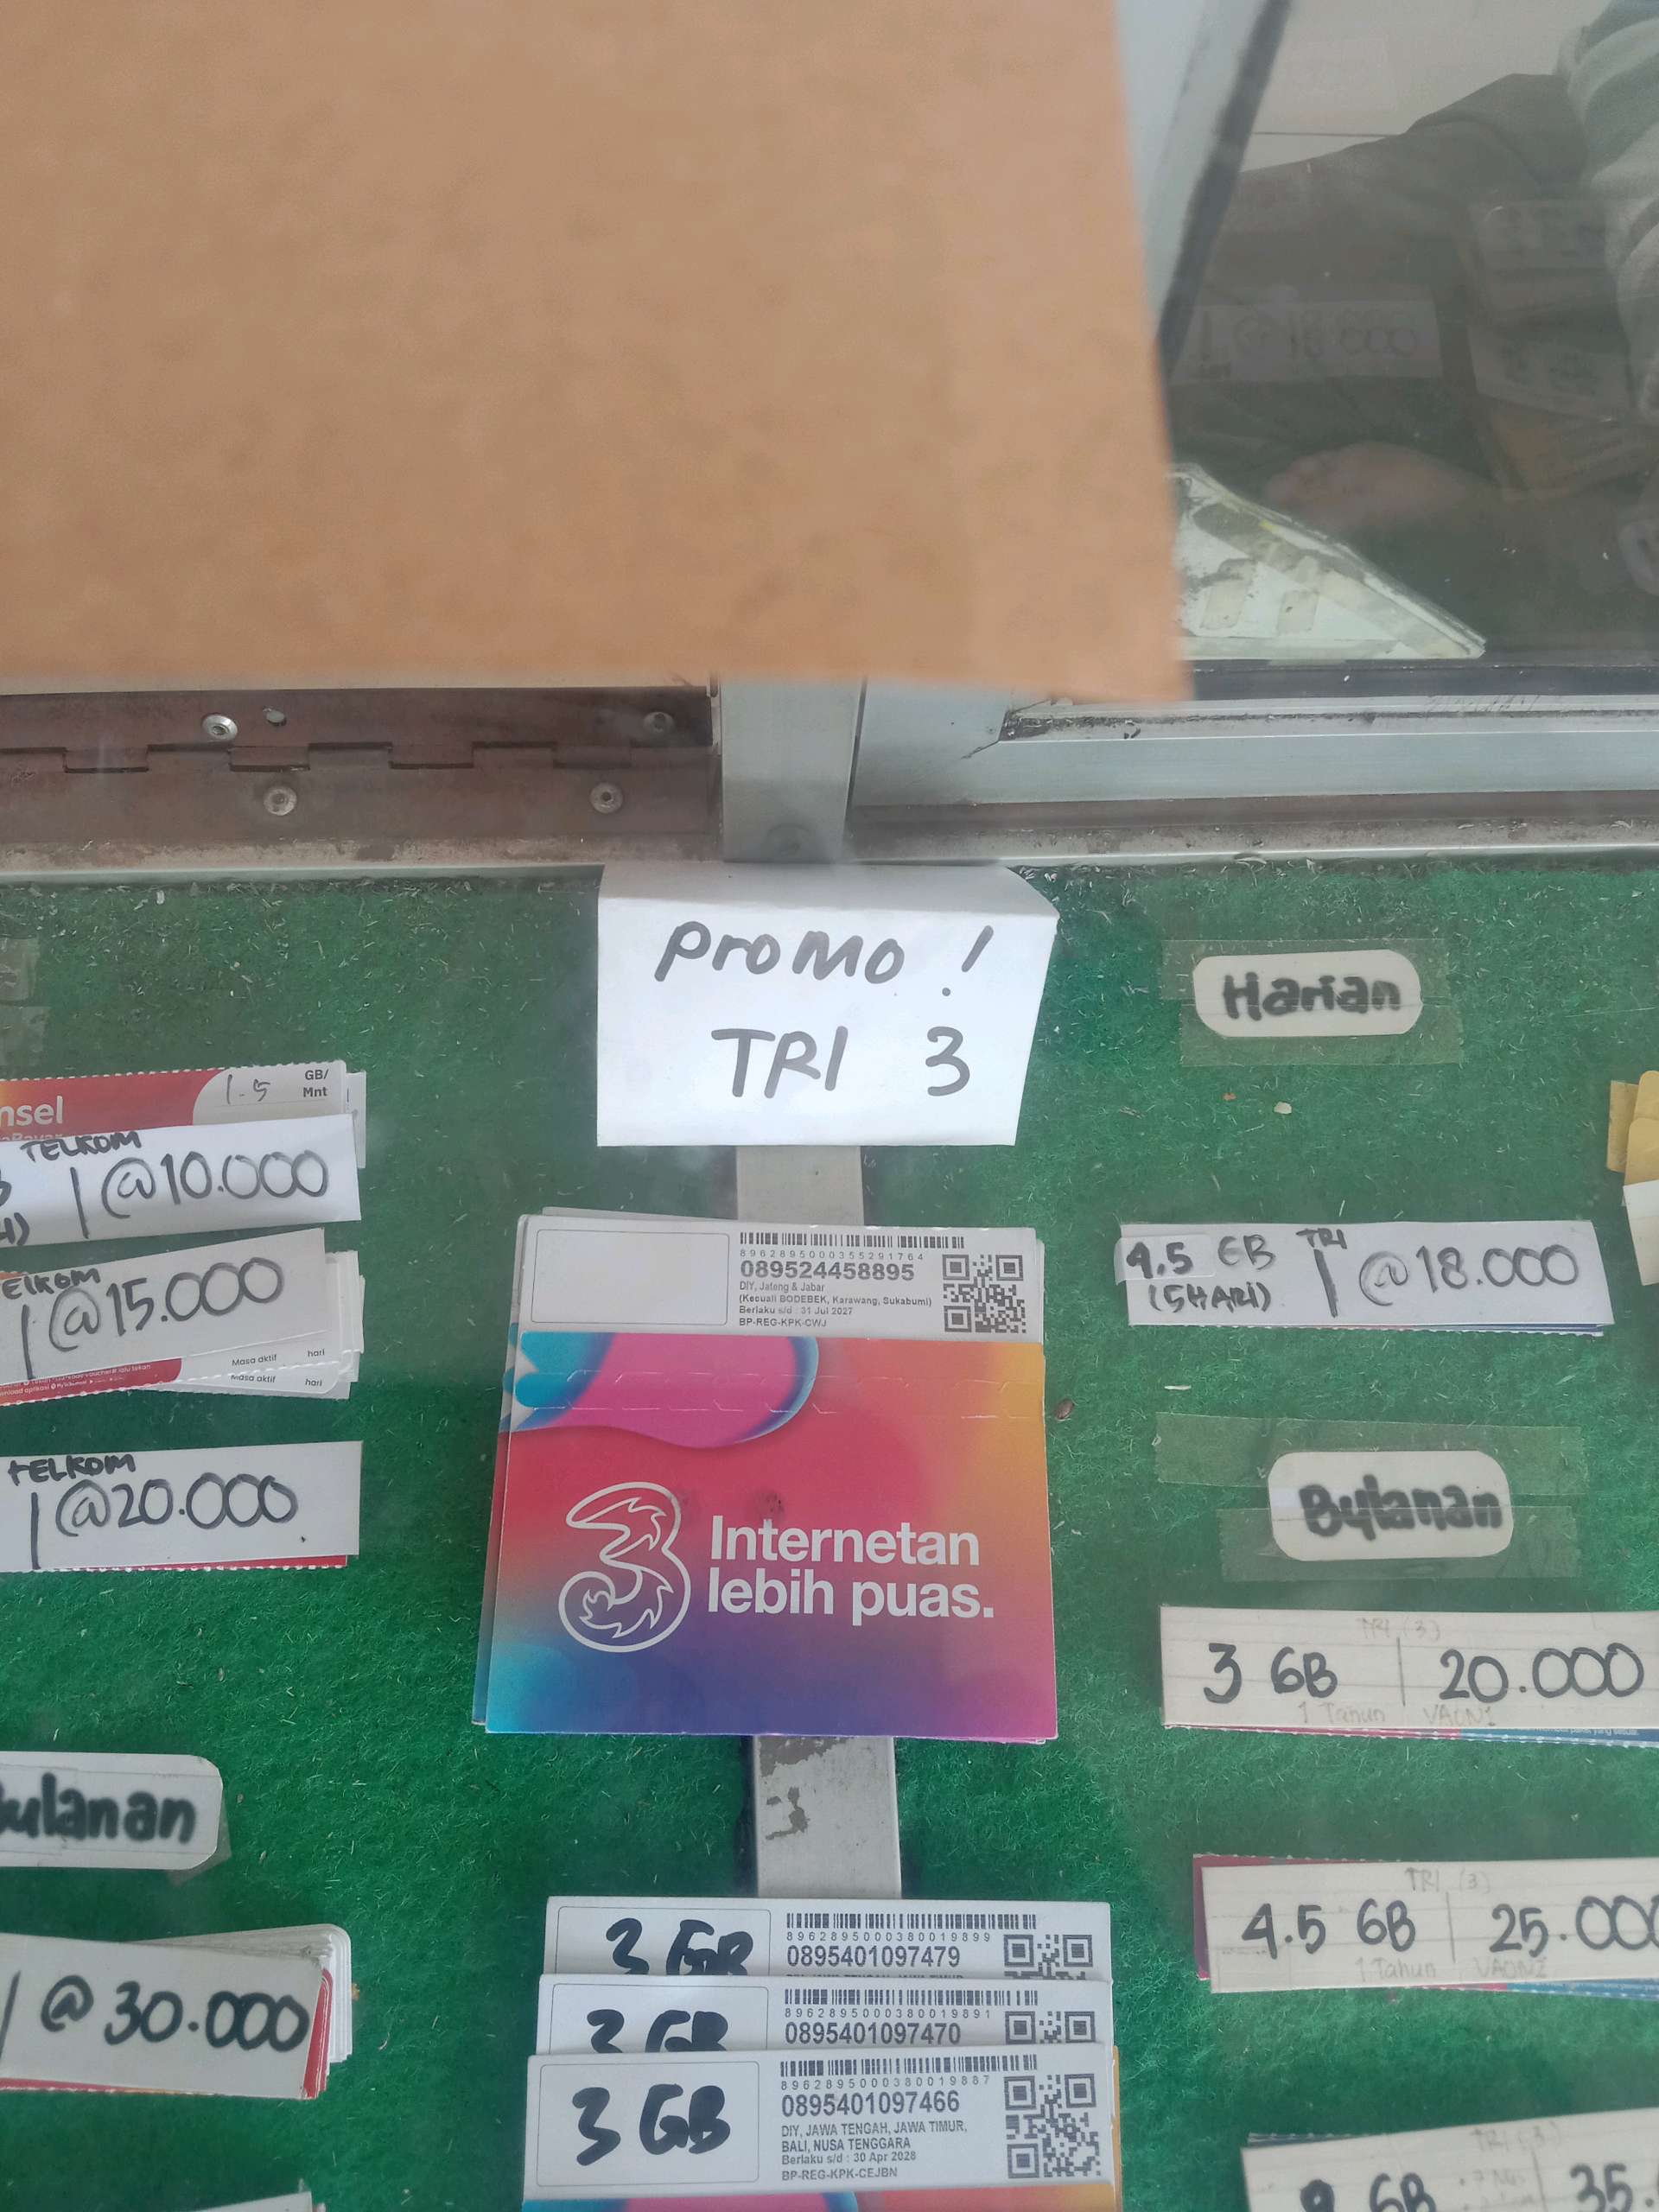 PROMO !
TRI 3
Harian
1-5 GB/
Mnt
nsel
TELKOM
@10.000
@15.000
Masa aktif hari
Masa aktif hari
TELKOM
@20.000
8962895000355291764
089524458895
DIY, Jateng & Jabar
(Kecuali BODEBEK, Karawang, Sukabumi)
Berlaku s/d : 31 Jul 2027
BP-REG-KPK-CWJ
3 Internetan
lebih puas.
4.5 GB TRI @18.000
(5 HARI)
Bulanan
TRI (3)
3 GB 20.000
1 Tahun
TRI (3)
4.5 GB 25.000
1 Tahun
TRI (3)
GB 35.
ulanan
@ 30.000
3 GB
8962895000380019899
0895401097479
3 GB
8962895000380019891
0895401097470
3 GB
8962895000380019887
0895401097466
DIY, JAWA TENGAH, JAWA TIMUR,
BALI, NUSA TENGGARA
Berlaku s/d : 30 Apr 2028
BP-REG-KPK-CEJBN